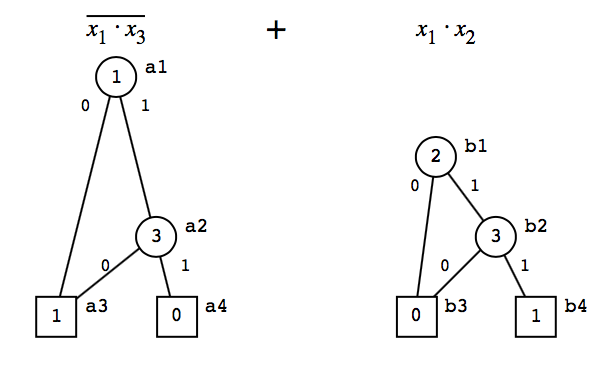 x₁ · x₃ + x₁ · x₂
1 a1
0 1
2 b1
0 1
3 a2
3 b2
0 1
0 1
1 a3
0 a4
0 b3
1 b4